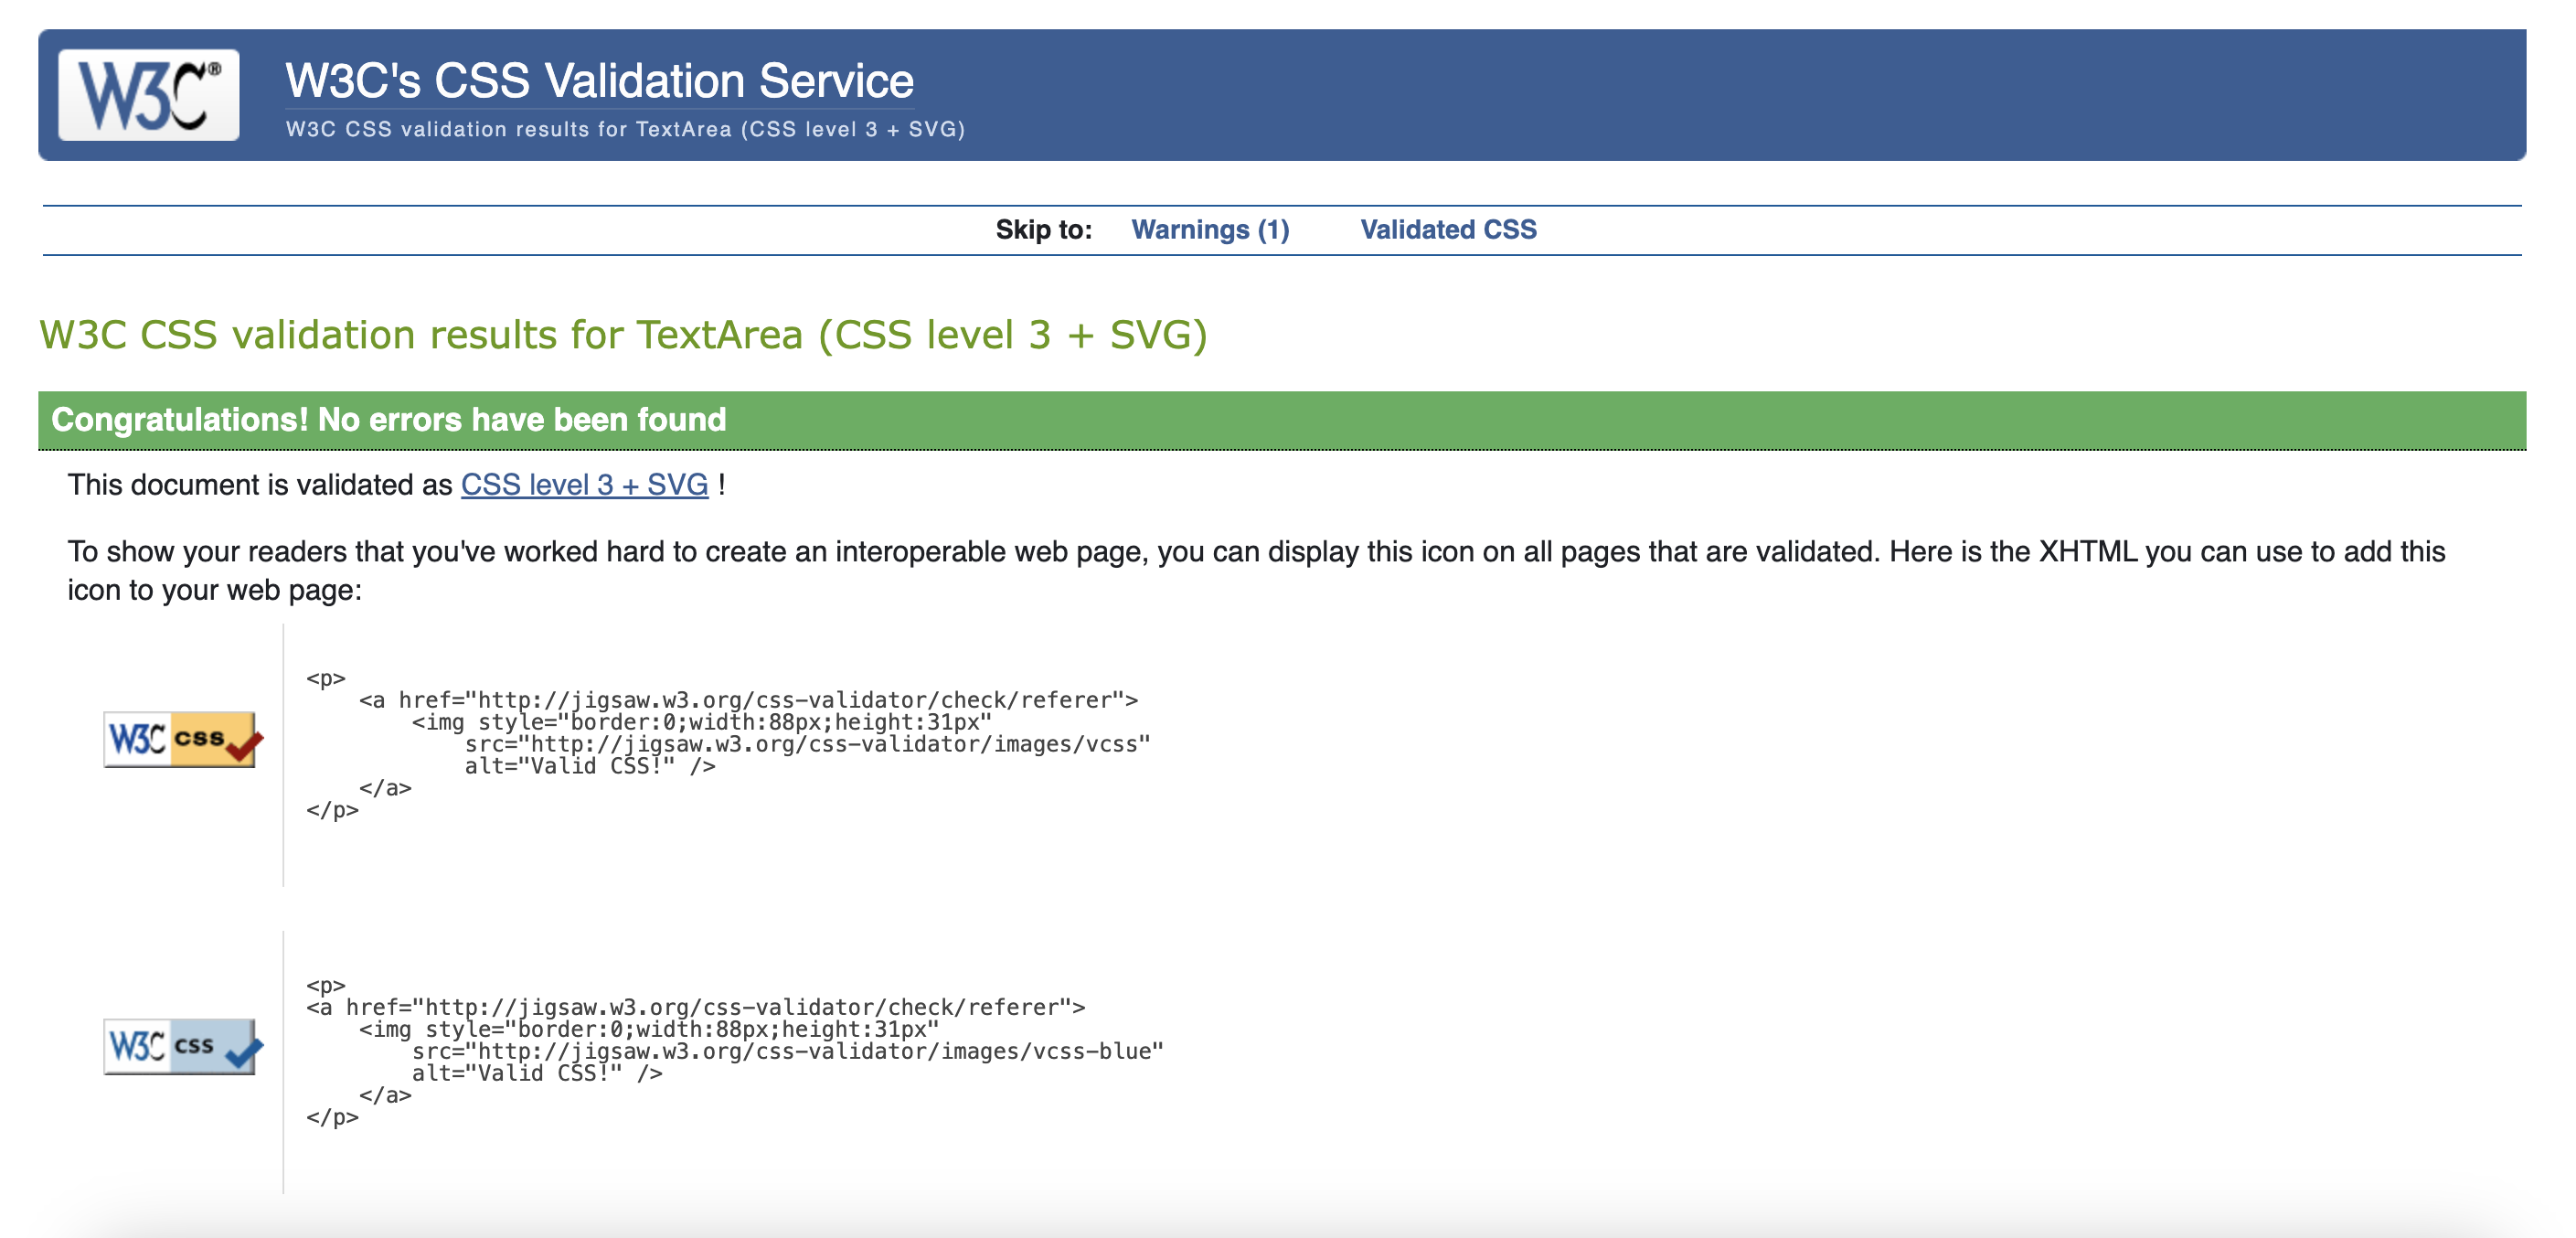 W3C®
W3C's CSS Validation Service
W3C CSS validation results for TextArea (CSS level 3 + SVG)
Skip to: Warnings (1) Validated CSS
W3C CSS validation results for TextArea (CSS level 3 + SVG)
Congratulations! No errors have been found
This document is validated as CSS level 3 + SVG !
To show your readers that you've worked hard to create an interoperable web page, you can display this icon on all pages that are validated. Here is the XHTML you can use to add this
icon to your web page:
W3C css
<p>
    <a href="http://jigsaw.w3.org/css-validator/check/referer">
        <img style="border:0;width:88px;height:31px"
            src="http://jigsaw.w3.org/css-validator/images/vcss"
            alt="Valid CSS!" />
    </a>
</p>
W3C css
<p>
<a href="http://jigsaw.w3.org/css-validator/check/referer">
    <img style="border:0;width:88px;height:31px"
        src="http://jigsaw.w3.org/css-validator/images/vcss-blue"
        alt="Valid CSS!" />
    </a>
</p>